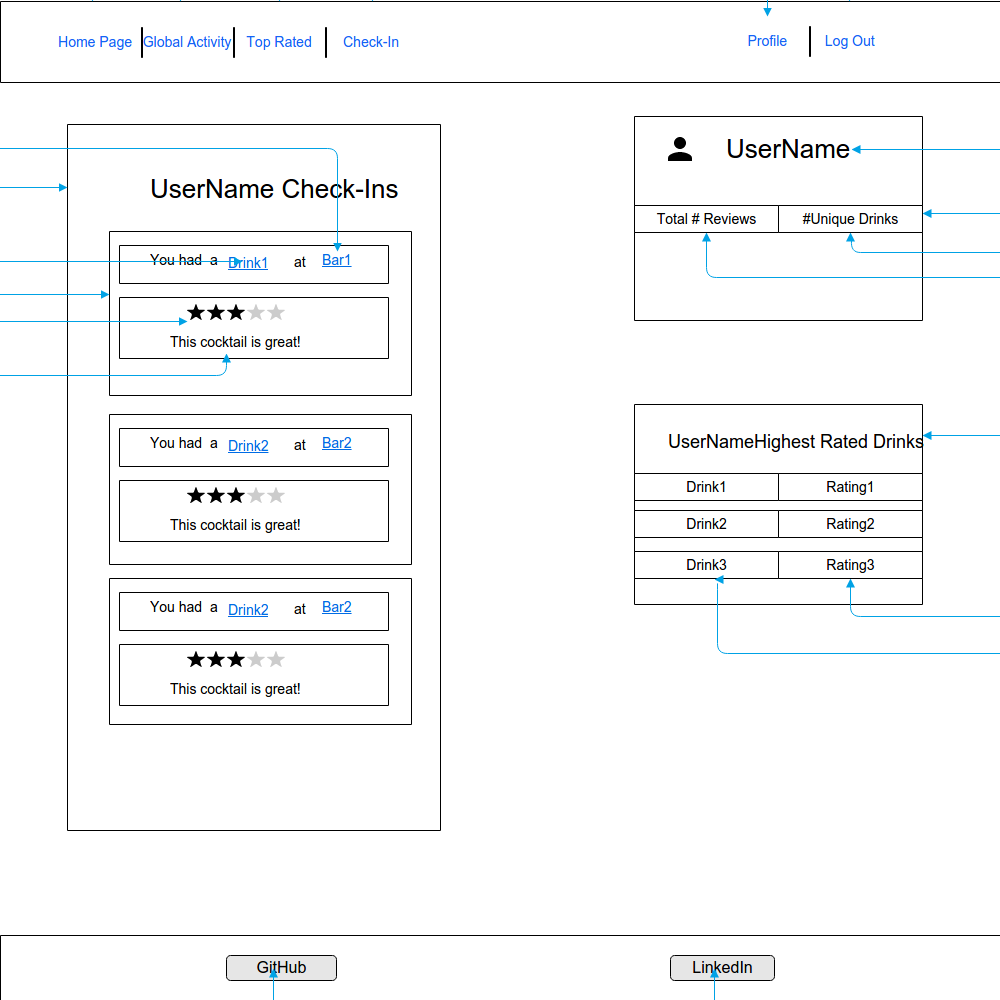 Home Page Global Activity Top Rated Check-In Profile Log Out
UserName Check-Ins
You had a Drink1 at Bar1
This cocktail is great!
You had a Drink2 at Bar2
This cocktail is great!
You had a Drink2 at Bar2
This cocktail is great!
UserName
Total # Reviews #Unique Drinks
UserNameHighest Rated Drinks
Drink1 Rating1
Drink2 Rating2
Drink3 Rating3
GitHub LinkedIn